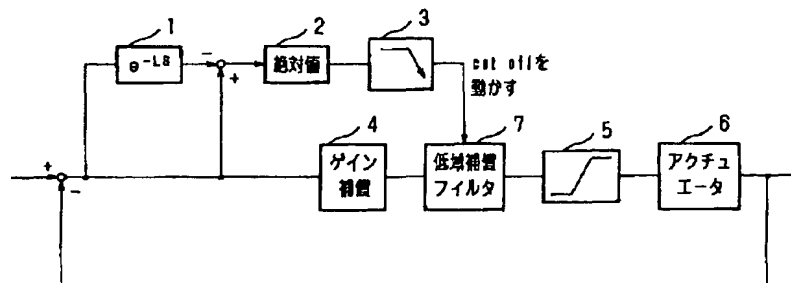 1
2
3
e^-LS
-
+
絶対値
cut offを
動かす
4
7
5
6
+
-
ゲイン
補償
低域補償
フィルタ
アクチュ
エータ